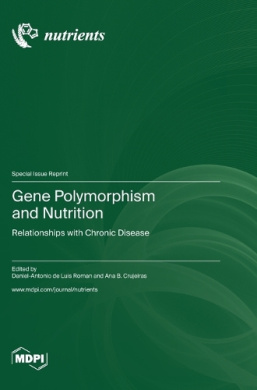 nutrients
Special Issue Reprint
Gene Polymorphism
and Nutrition
Relationships with Chronic Disease
Edited by
Daniel-Antonio de Luis Roman and Ana B. Crujeiras
www.mdpi.com/journal/nutrients
MDPI